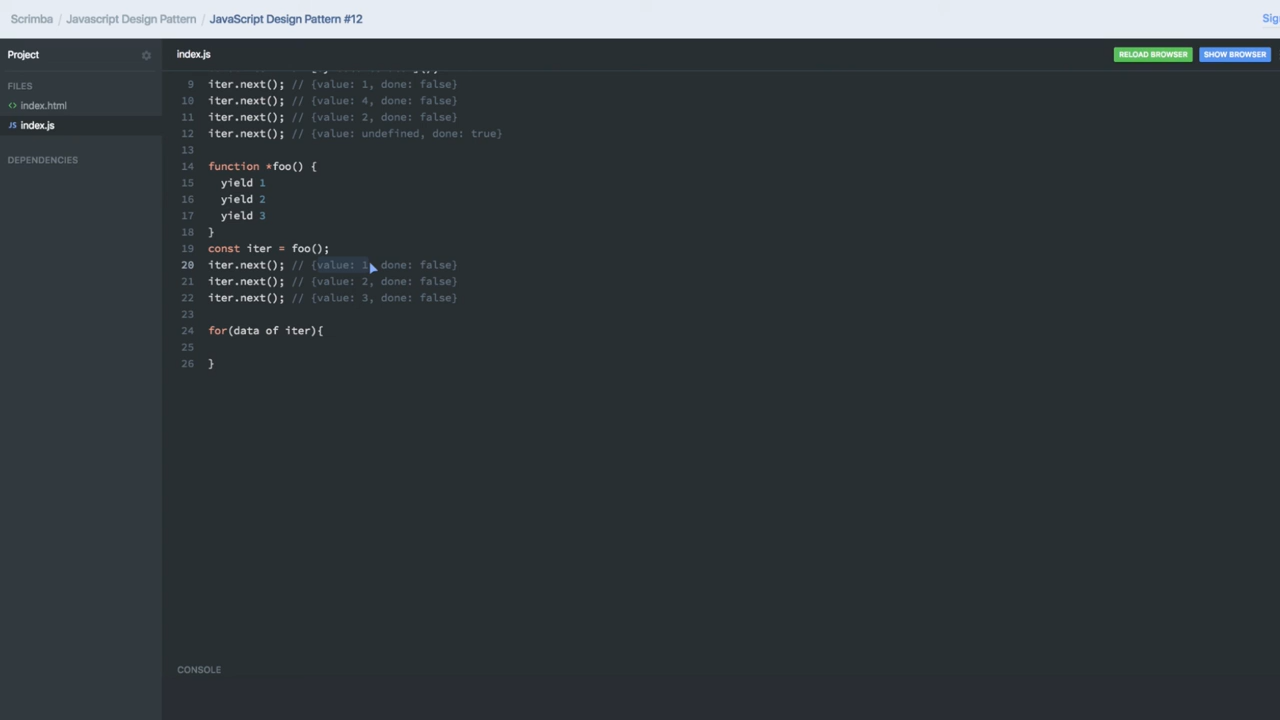 Scrimba / Javascript Design Pattern / JavaScript Design Pattern #12
Project
index.js
RELOAD BROWSER
SHOW BROWSER
FILES
<> index.html
JS index.js
DEPENDENCIES
9 iter.next(); // {value: 1, done: false}
10 iter.next(); // {value: 4, done: false}
11 iter.next(); // {value: 2, done: false}
12 iter.next(); // {value: undefined, done: true}
13
14 function *foo() {
15 yield 1
16 yield 2
17 yield 3
18 }
19 const iter = foo();
20 iter.next(); // {value: 1, done: false}
21 iter.next(); // {value: 2, done: false}
22 iter.next(); // {value: 3, done: false}
23
24 for(data of iter){
25
26 }
CONSOLE